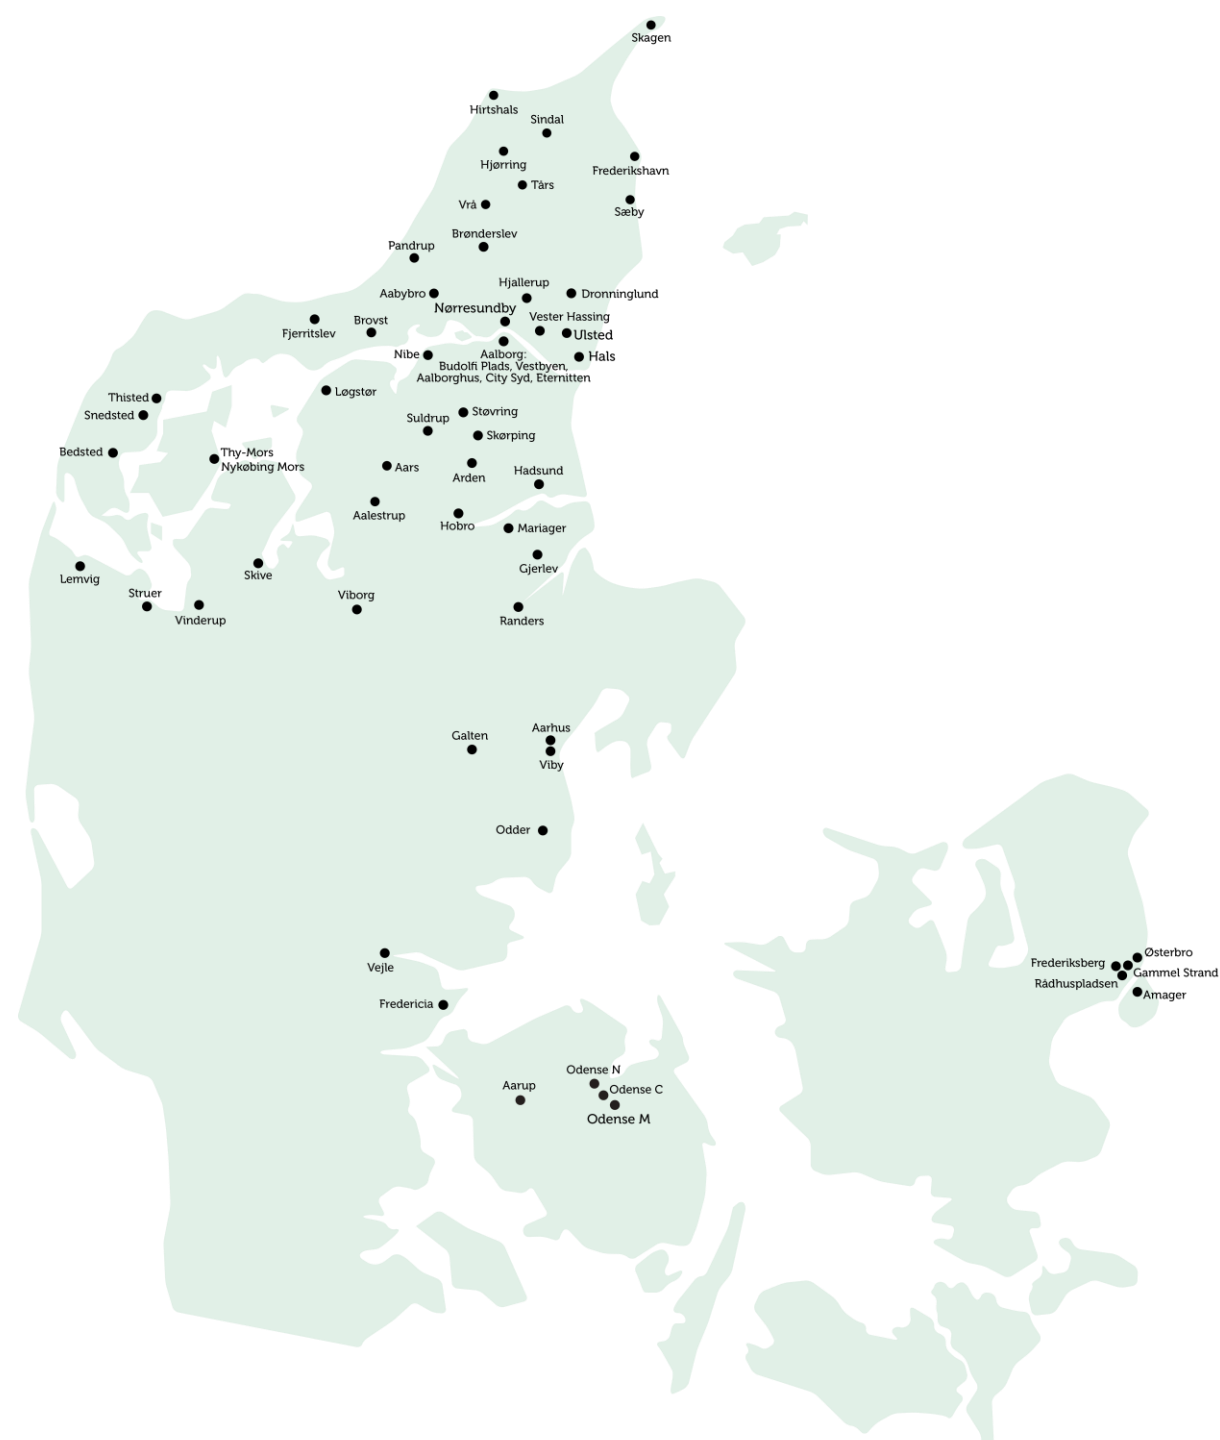 Skagen
Hirtshals
Sindal
Hjørring
Frederikshavn
Tårs
Vrå
Sæby
Brønderslev
Pandrup
Hjallerup
Aabybro
Dronninglund
Nørresundby
Vester Hassing
Brovst
Fjerritslev
Ulsted
Nibe
Aalborg:
Budolfi Plads, Vestbyen,
Aalborghus, City Syd, Eternitten
Hals
Løgstør
Thisted
Snedsted
Støvring
Suldrup
Skørping
Bedsted
Thy-Mors
Nykøbing Mors
Aars
Arden
Hadsund
Aalestrup
Hobro
Mariager
Gjerlev
Lemvig
Skive
Struer
Vinderup
Viborg
Randers
Galten
Aarhus
Viby
Odder
Vejle
Fredericia
Østerbro
Frederiksberg
Gammel Strand
Rådhuspladsen
Amager
Odense N
Aarup
Odense C
Odense M